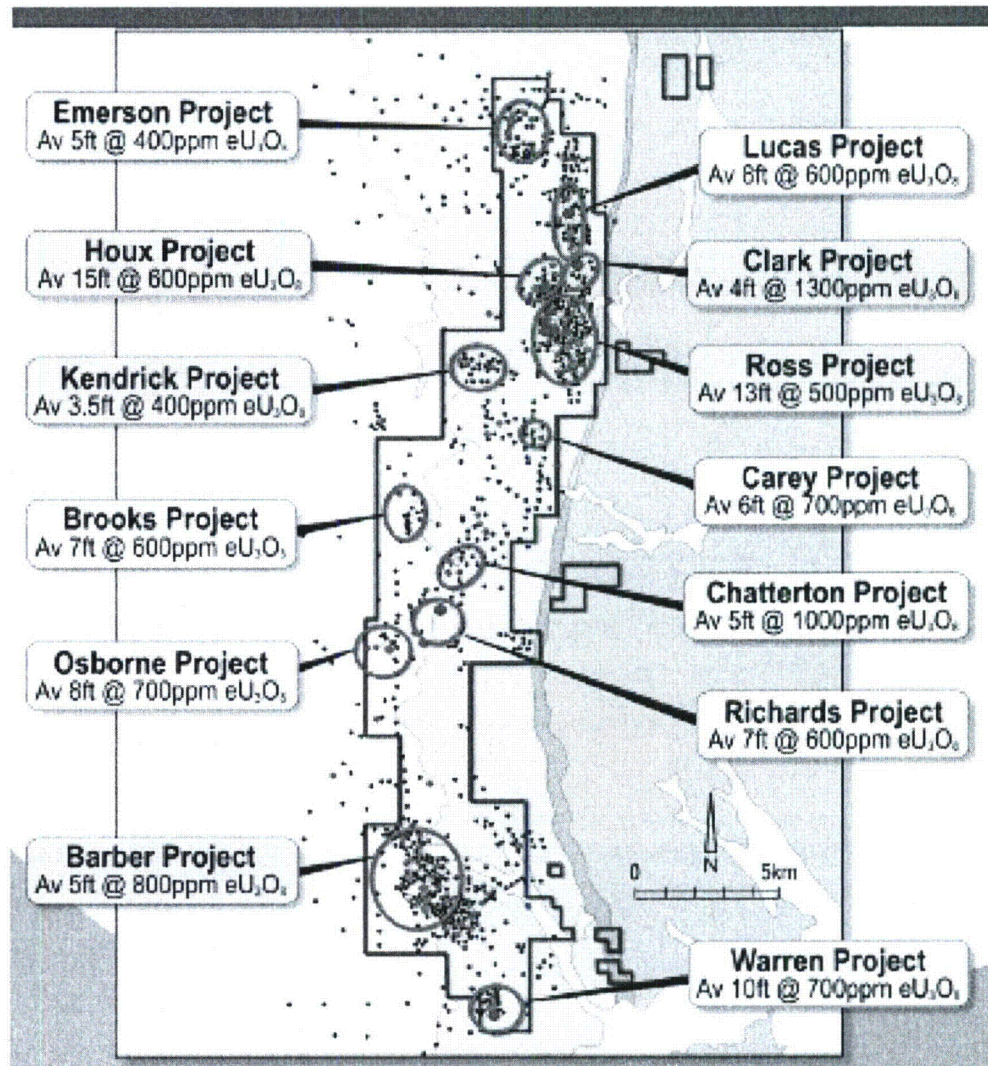 Emerson Project
Av 5ft @ 400ppm eU₃O₈
Lucas Project
Av 8ft @ 600ppm eU₃O₈
Houx Project
Av 15ft @ 600ppm eU₃O₈
Clark Project
Av 4ft @ 1300ppm eU₃O₈
Ross Project
Av 13ft @ 500ppm eU₃O₈
Kendrick Project
Av 3.5ft @ 400ppm eU₃O₈
Carey Project
Av 6ft @ 700ppm eU₃O₈
Brooks Project
Av 7ft @ 600ppm eU₃O₈
Chatterton Project
Av 5ft @ 1000ppm eU₃O₈
Osborne Project
Av 8ft @ 700ppm eU₃O₈
Richards Project
Av 7ft @ 600ppm eU₃O₈
Barber Project
Av 5ft @ 800ppm eU₃O₈
N
0 5km
Warren Project
Av 10ft @ 700ppm eU₃O₈